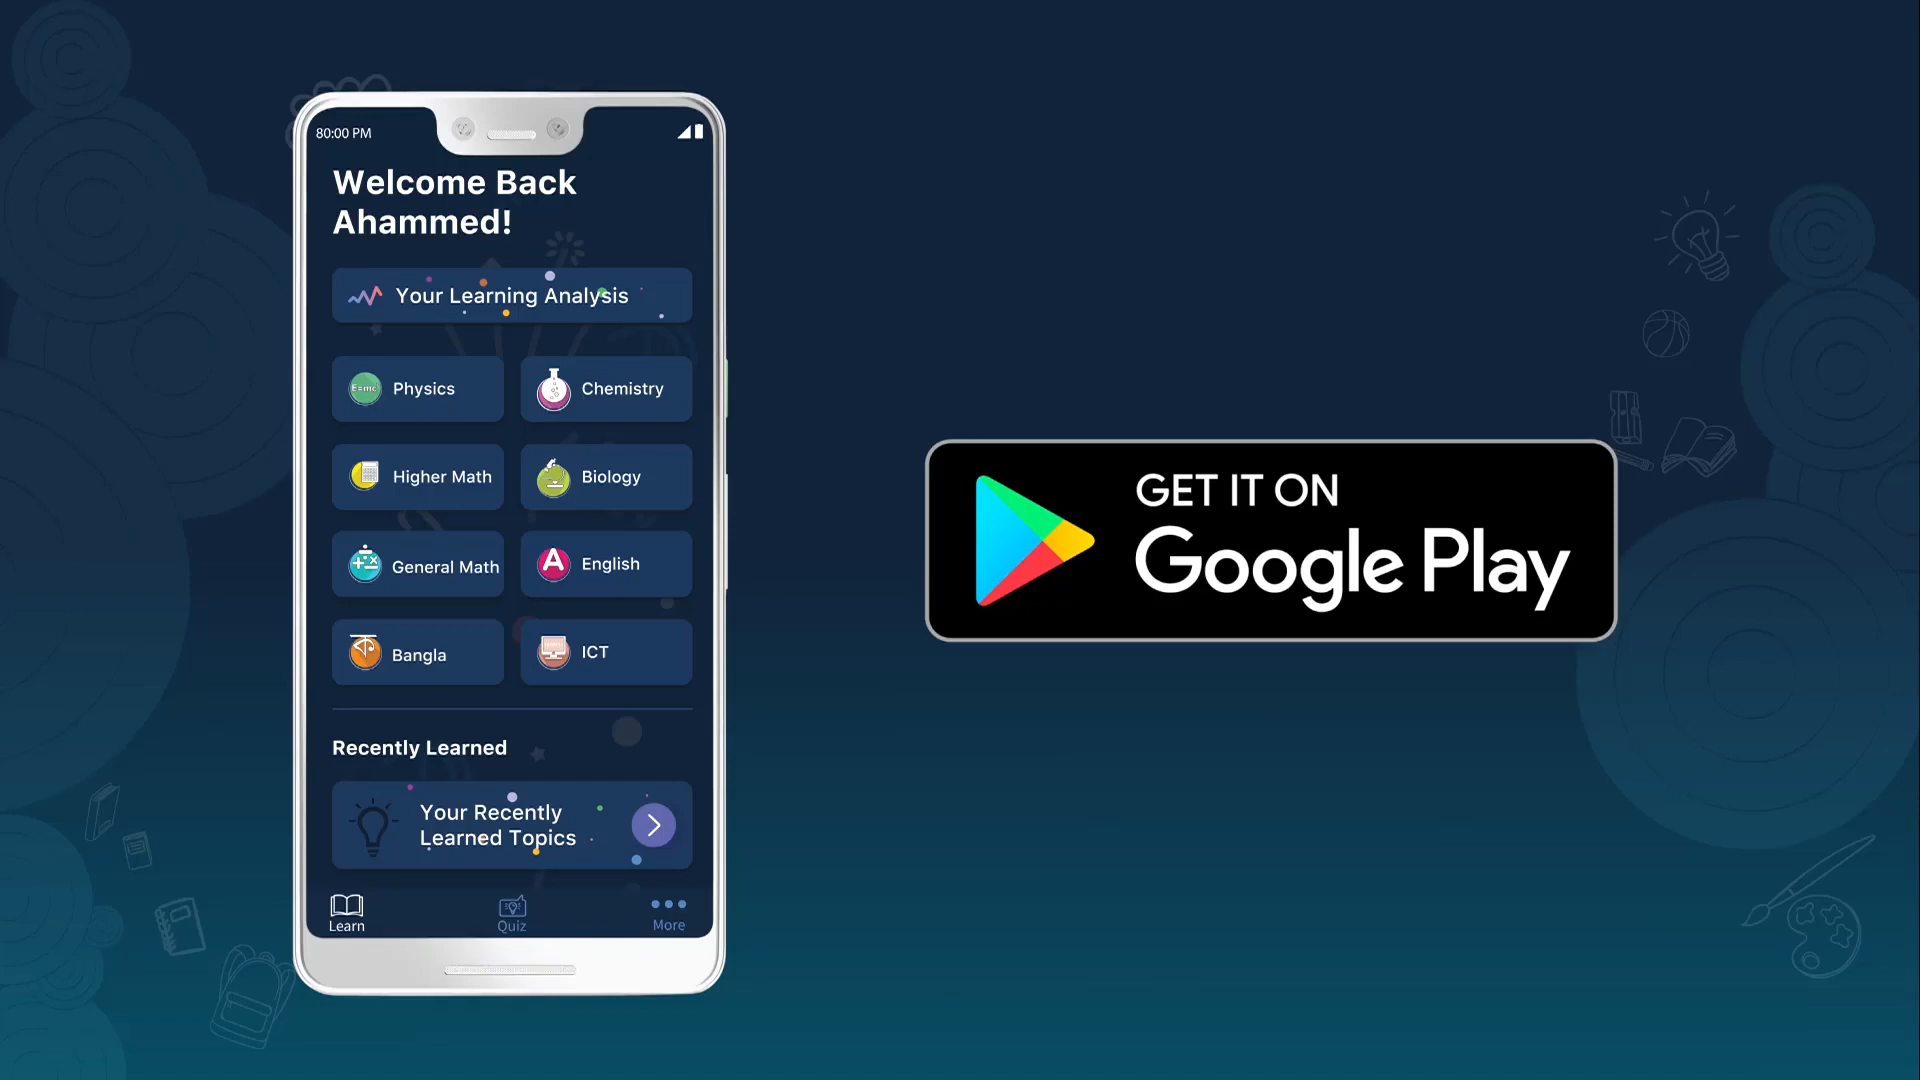 80:00 PM
Welcome Back
Ahammed!
Your Learning Analysis
E=mc
Physics
Chemistry
Higher Math
Biology
General Math
A
English
ক
Bangla
ICT
Recently Learned
Your Recently
Learned Topics
Learn
Quiz
More
GET IT ON
Google Play